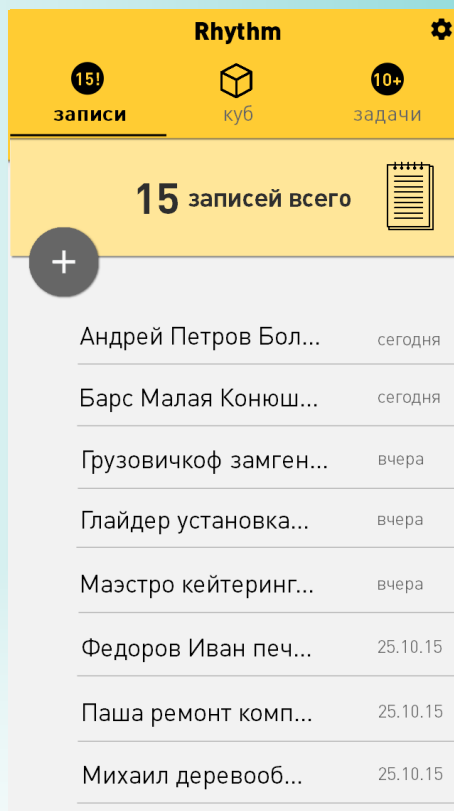 Rhythm
15! 10+
записи куб задачи
15 записей всего
Андрей Петров Бол... сегодня
Барс Малая Конюш... сегодня
Грузовичкоф замген... вчера
Глайдер установка... вчера
Маэстро кейтеринг... вчера
Федоров Иван печ... 25.10.15
Паша ремонт комп... 25.10.15
Михаил деревооб... 25.10.15